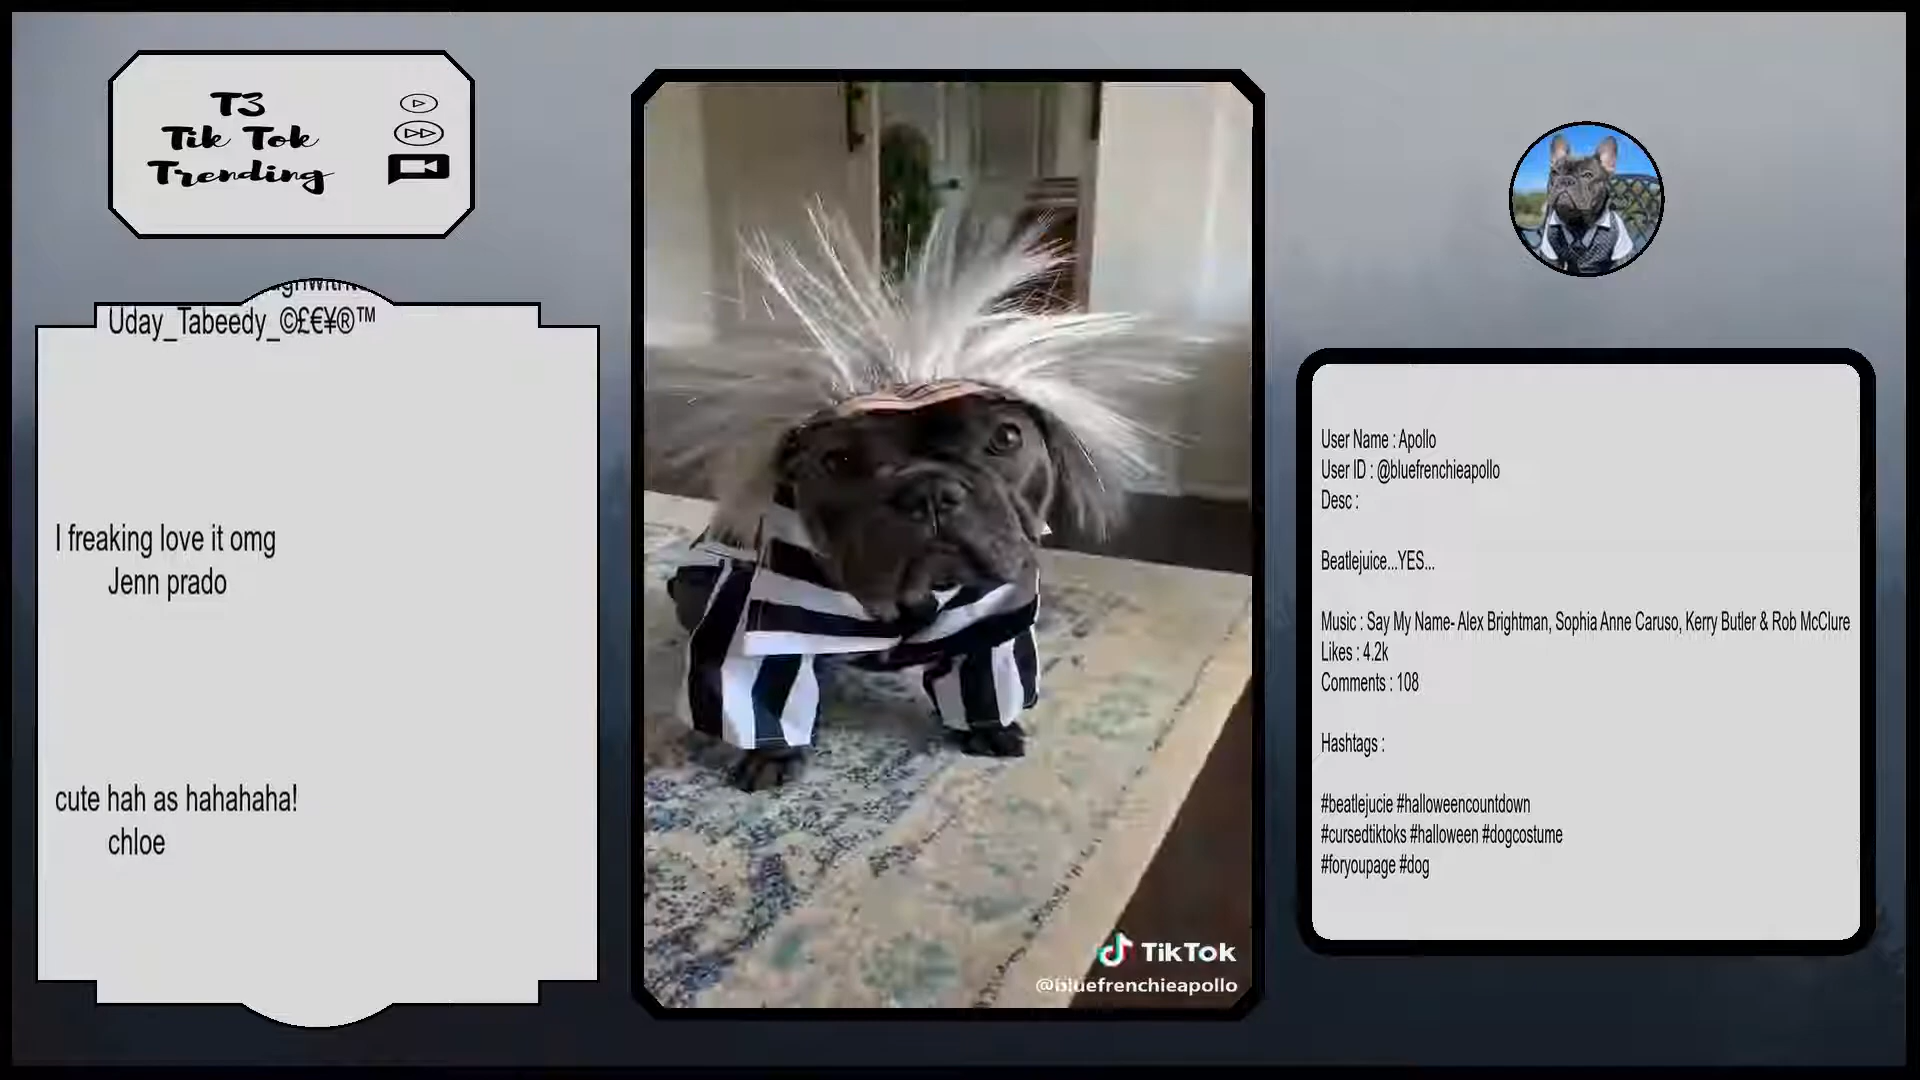 T3
Tik Tok
Trending
Uday_Tabeedy_©£€¥®™
I freaking love it omg
Jenn prado
cute hah as hahahaha!
chloe
TikTok
@bluefrenchieapollo
User Name : Apollo
User ID : @bluefrenchieapollo
Desc :
Beatlejuice...YES...
Music : Say My Name- Alex Brightman, Sophia Anne Caruso, Kerry Butler & Rob McClure
Likes : 4.2k
Comments : 108
Hashtags :
#beatlejucie #halloweencountdown
#cursedtiktoks #halloween #dogcostume
#foryoupage #dog